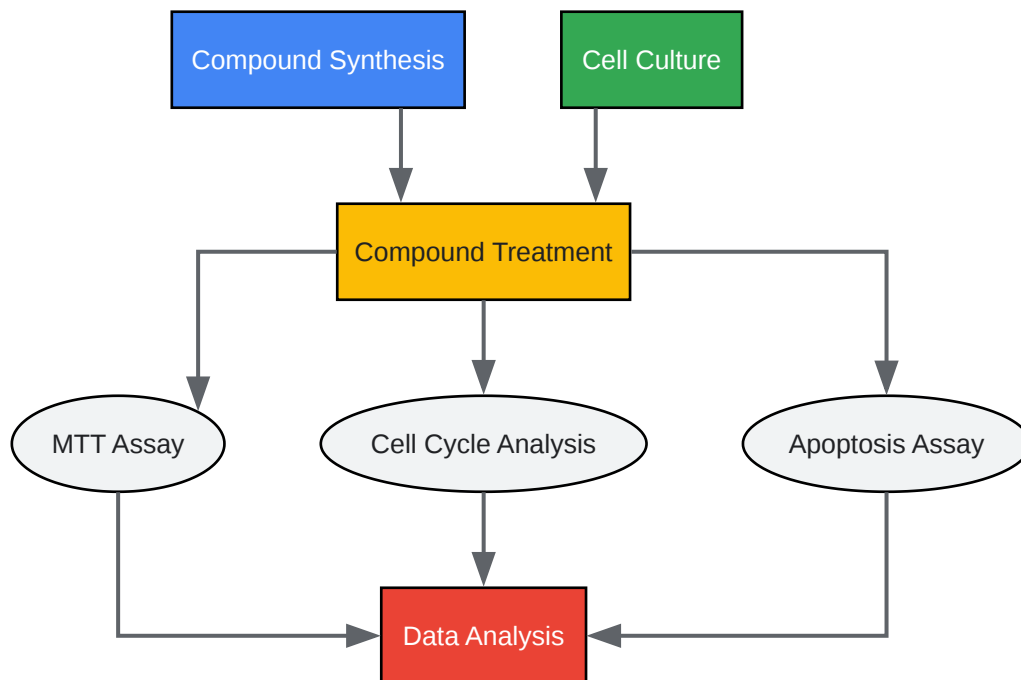 Compound Synthesis
Cell Culture
Compound Treatment
MTT Assay
Cell Cycle Analysis
Apoptosis Assay
Data Analysis